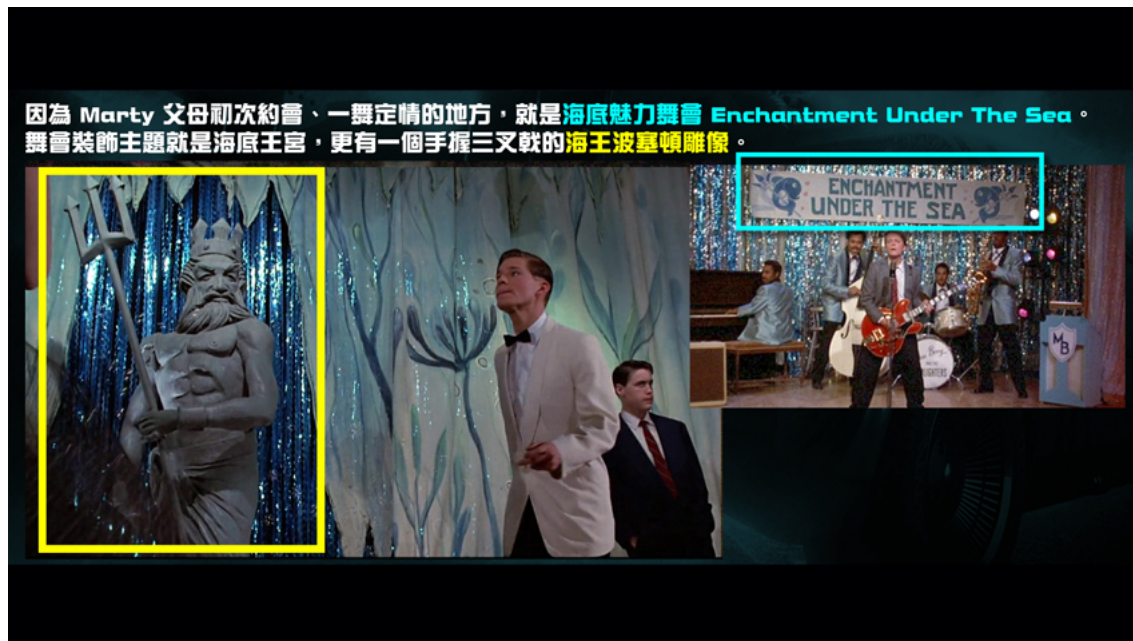 因為 Marty 父母初次約會、一舞定情的地方，就是海底魅力舞會 Enchantment Under The Sea。
舞會裝飾主題就是海底王宮，更有一個手握三叉戟的海王波塞頓雕像。
ENCHANTMENT
UNDER THE SEA
MB